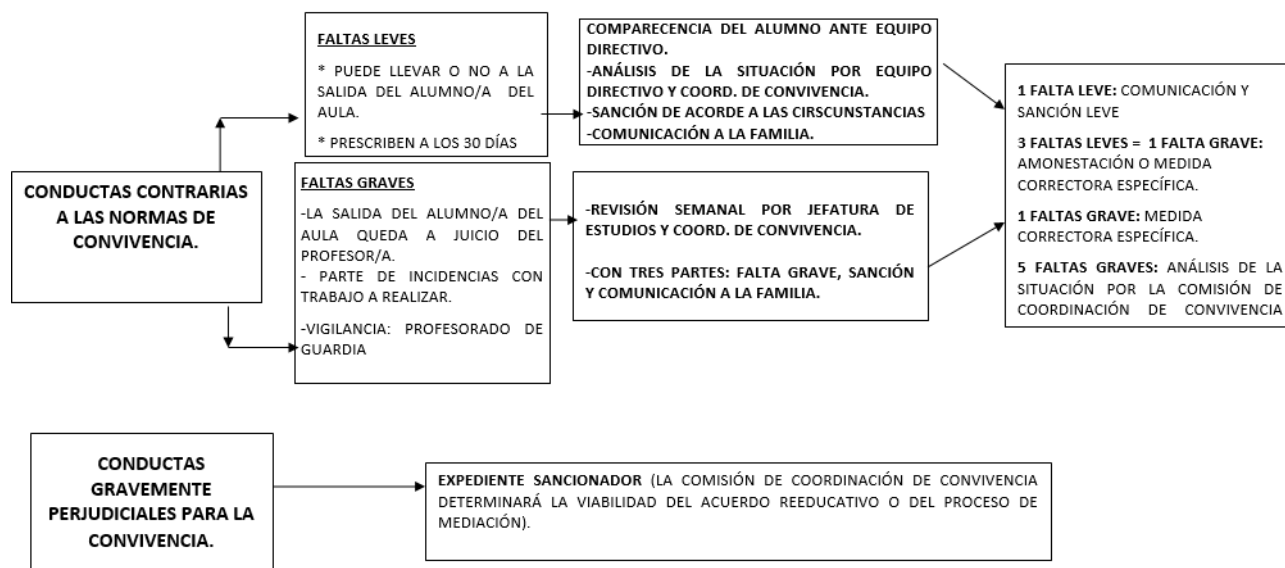 CONDUCTAS CONTRARIAS
A LAS NORMAS DE
CONVIVENCIA.
FALTAS LEVES
* PUEDE LLEVAR O NO A LA
SALIDA DEL ALUMNO/A DEL
AULA.
* PRESCRIBEN A LOS 30 DÍAS
COMPARECENCIA DEL ALUMNO ANTE EQUIPO
DIRECTIVO.
-ANÁLISIS DE LA SITUACIÓN POR EQUIPO
DIRECTIVO Y COORD. DE CONVIVENCIA.
-SANCIÓN DE ACORDE A LAS CIRSCUNSTANCIAS
-COMUNICACIÓN A LA FAMILIA.
FALTAS GRAVES
-LA SALIDA DEL ALUMNO/A DEL
AULA QUEDA A JUICIO DEL
PROFESOR/A.
- PARTE DE INCIDENCIAS CON
TRABAJO A REALIZAR.
-VIGILANCIA: PROFESORADO DE
GUARDIA
-REVISIÓN SEMANAL POR JEFATURA DE
ESTUDIOS Y COORD. DE CONVIVENCIA.
-CON TRES PARTES: FALTA GRAVE, SANCIÓN
Y COMUNICACIÓN A LA FAMILIA.
1 FALTA LEVE: COMUNICACIÓN Y
SANCIÓN LEVE
3 FALTAS LEVES = 1 FALTA GRAVE:
AMONESTACIÓN O MEDIDA
CORRECTORA ESPECÍFICA.
1 FALTAS GRAVE: MEDIDA
CORRECTORA ESPECÍFICA.
5 FALTAS GRAVES: ANÁLISIS DE LA
SITUACIÓN POR LA COMISIÓN DE
COORDINACIÓN DE CONVIVENCIA
CONDUCTAS
GRAVEMENTE
PERJUDICIALES PARA LA
CONVIVENCIA.
EXPEDIENTE SANCIONADOR (LA COMISIÓN DE COORDINACIÓN DE CONVIVENCIA
DETERMINARÁ LA VIABILIDAD DEL ACUERDO REEDUCATIVO O DEL PROCESO DE
MEDIACIÓN).